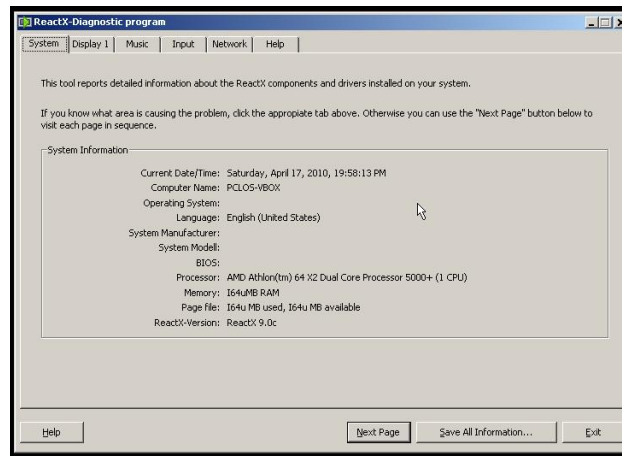 ReactX-Diagnostic program
System Display 1 Music Input Network Help
This tool reports detailed information about the ReactX components and drivers installed on your system.
If you know what area is causing the problem, click the appropiate tab above. Otherwise you can use the "Next Page" button below to
visit each page in sequence.
System Information
Current Date/Time: Saturday, April 17, 2010, 19:58:13 PM
Computer Name: PCLOS-VBOX
Operating System:
Language: English (United States)
System Manufacturer:
System Modell:
BIOS:
Processor: AMD Athlon(tm) 64 X2 Dual Core Processor 5000+ (1 CPU)
Memory: I64uMB RAM
Page file: I64u MB used, I64u MB available
ReactX-Version: ReactX 9.0c
Help Next Page Save All Information... Exit